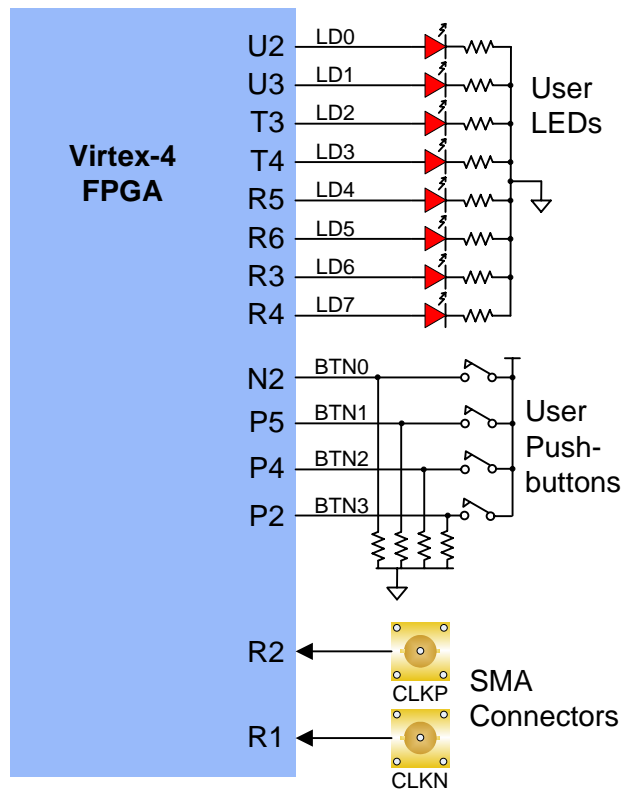 Virtex-4
FPGA
U2 LD0
U3 LD1
T3 LD2
T4 LD3
R5 LD4
R6 LD5
R3 LD6
R4 LD7
User
LEDs
N2 BTN0
P5 BTN1
P4 BTN2
P2 BTN3
User
Push-
buttons
R2
CLKP
R1
CLKN
SMA
Connectors